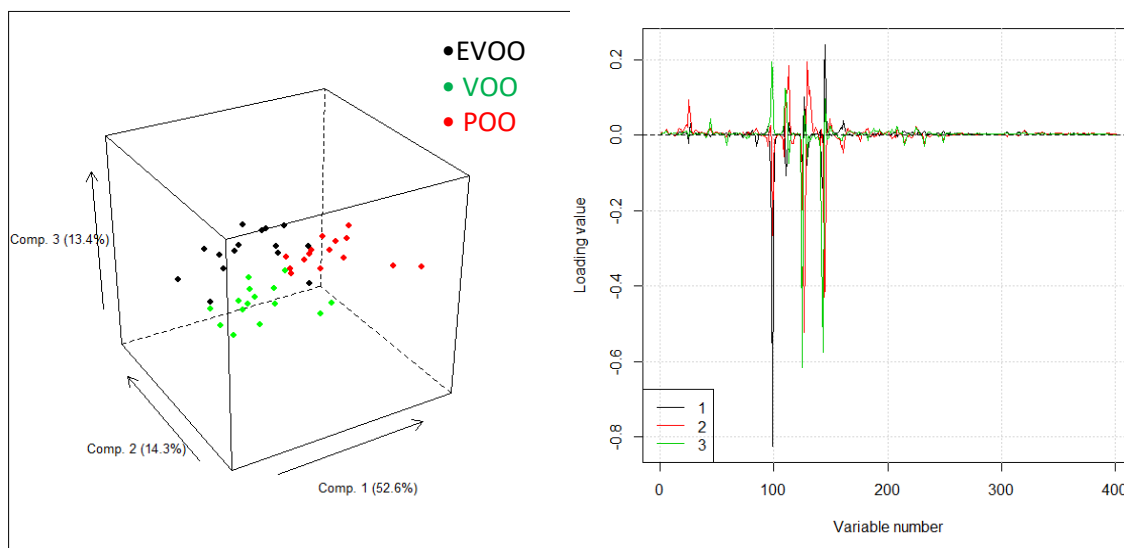 EVOO
VOO
POO
Comp. 3 (13.4%)
Comp. 2 (14.3%)
Comp. 1 (52.6%)
Loading value
0.2
0.0
-0.2
-0.4
-0.6
-0.8
1
2
3
0 100 200 300 400
Variable number